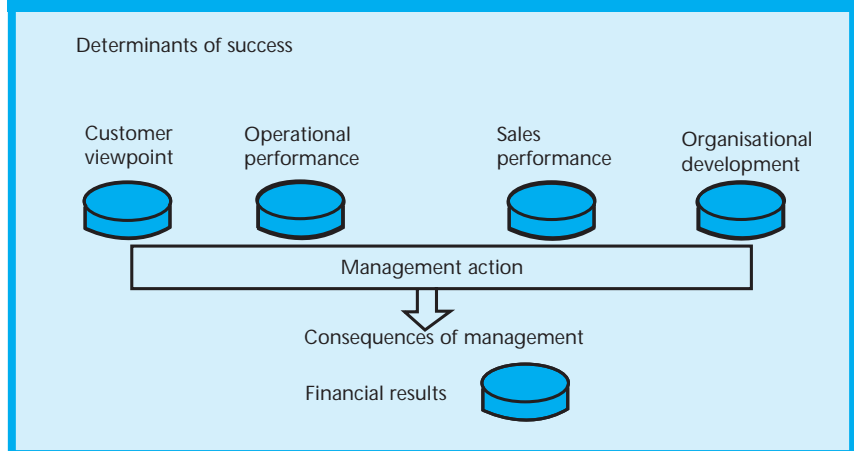 Determinants of success
Customer
viewpoint
Operational
performance
Sales
performance
Organisational
development
Management action
Consequences of management
Financial results